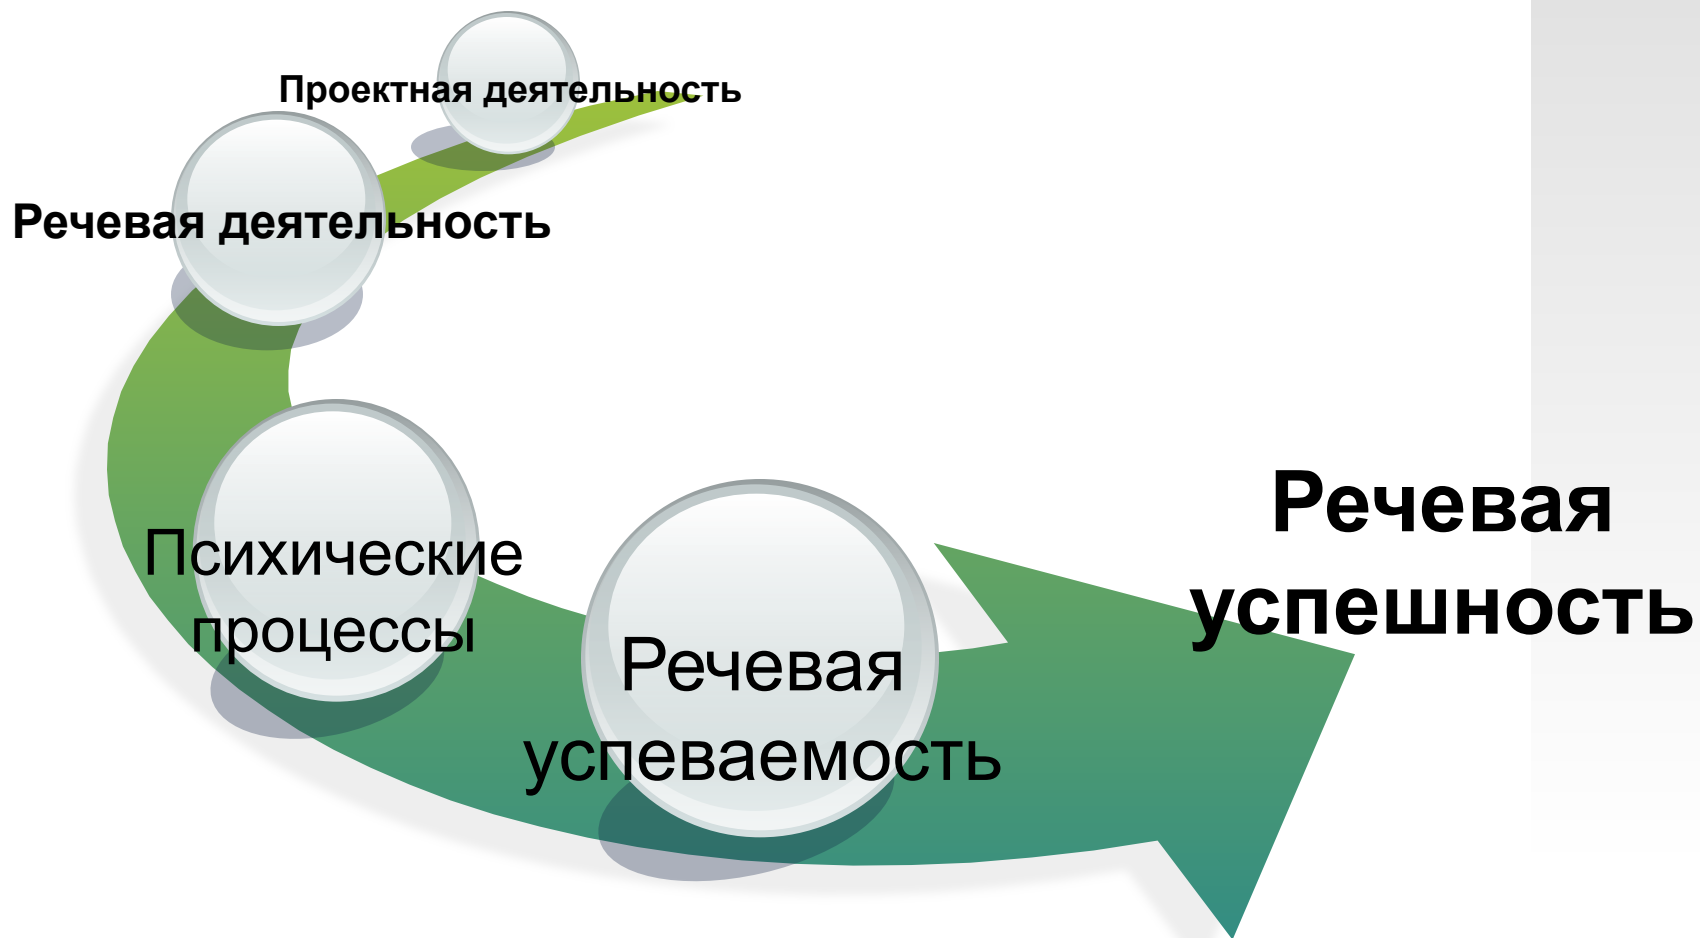 Проектная деятельность
Речевая деятельность
Психические
процессы
Речевая
успеваемость
Речевая
успешность